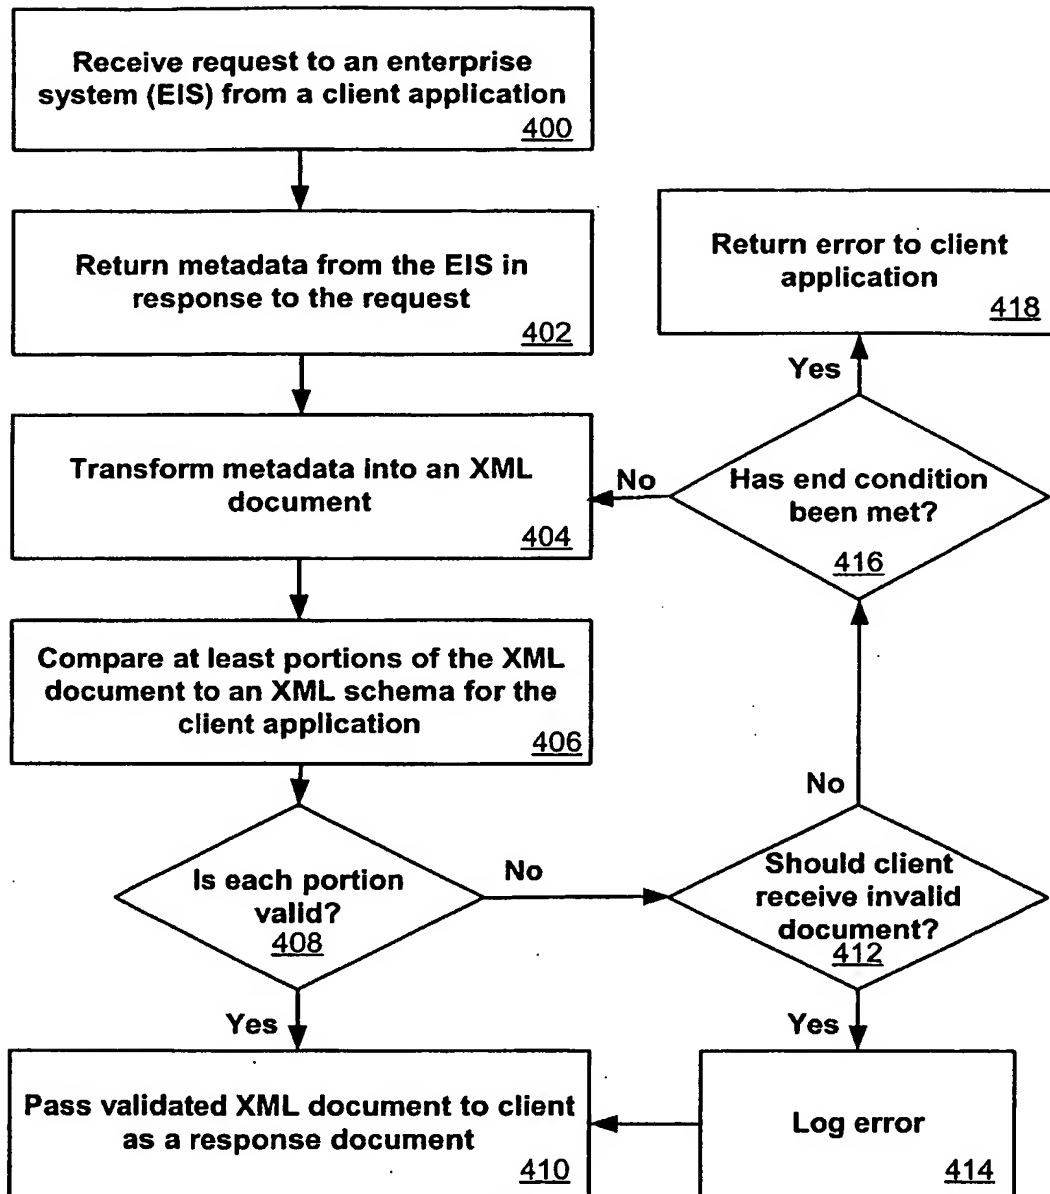 Receive request to an enterprise
system (EIS) from a client application
400
Return metadata from the EIS in
response to the request
402
Return error to client
application
418
Yes
Transform metadata into an XML
document
404
No
Has end condition
been met?
416
Compare at least portions of the XML
document to an XML schema for the
client application
406
No
Is each portion
valid?
408
No
Should client
receive invalid
document?
412
Yes
Yes
Pass validated XML document to client
as a response document
410
Log error
414